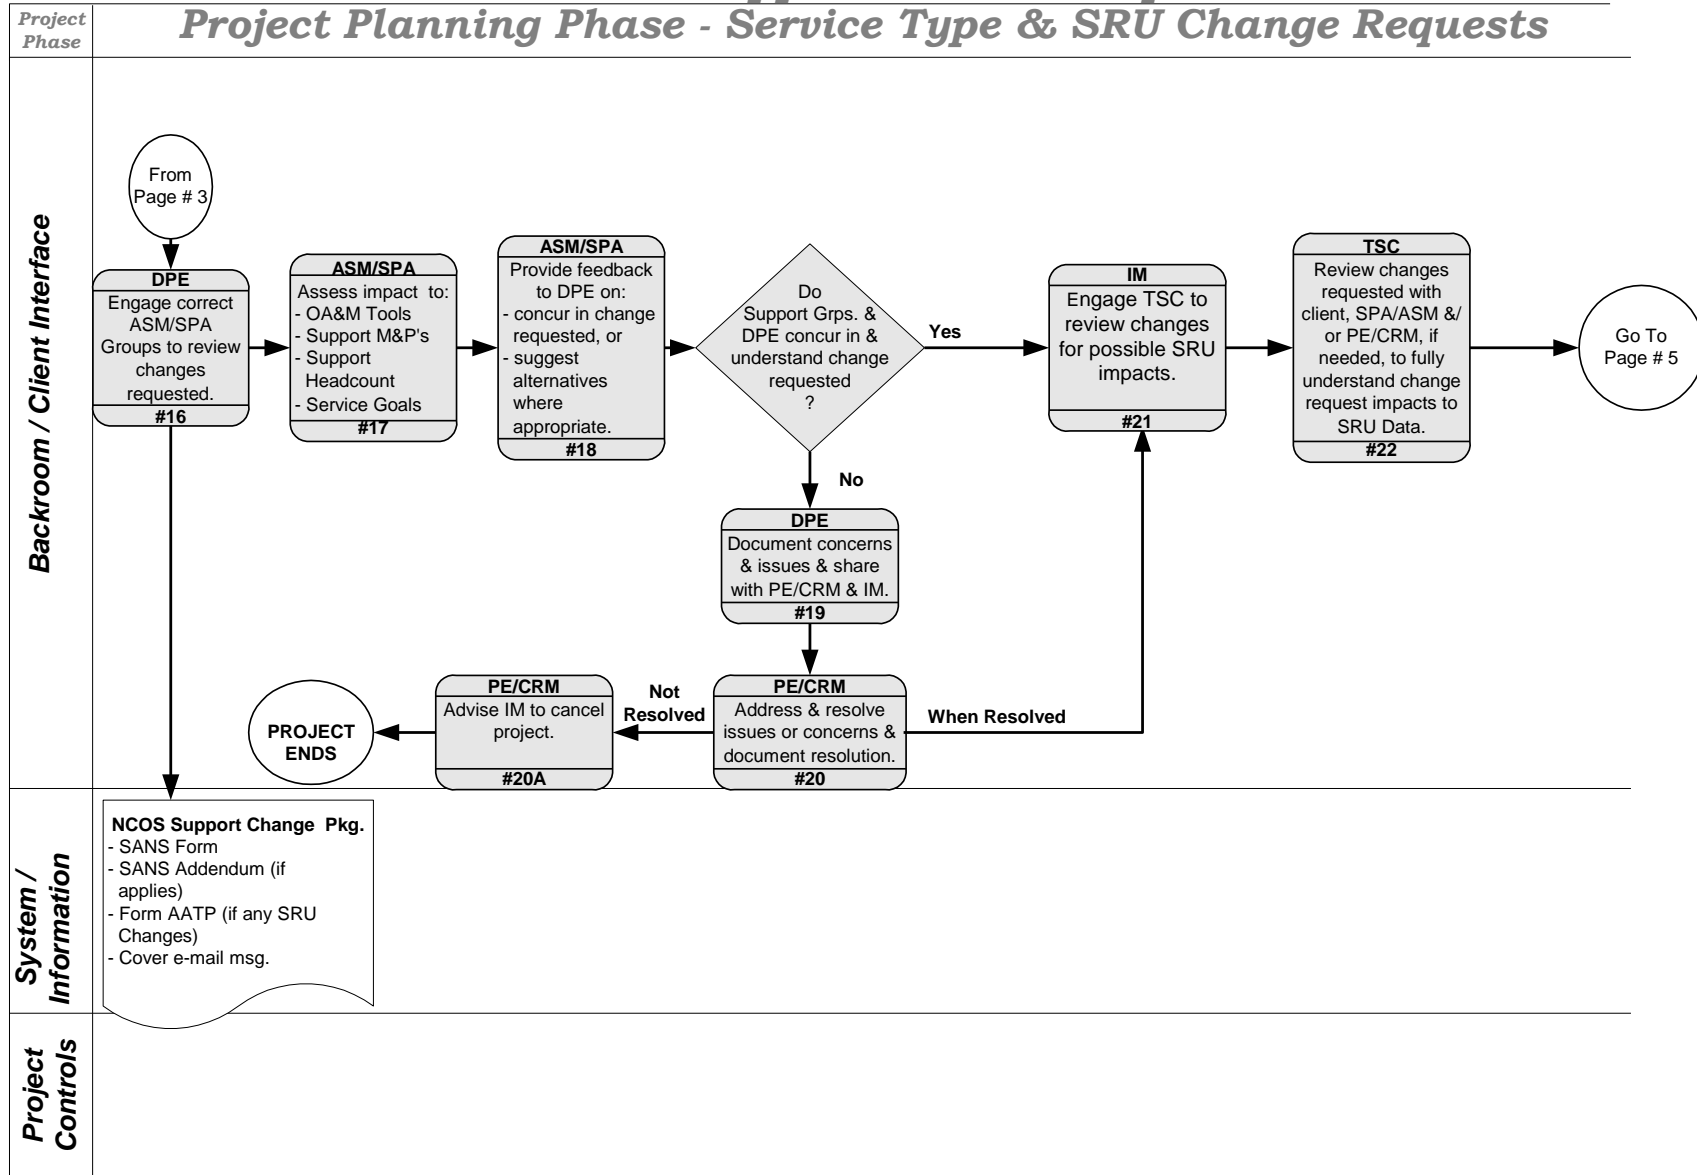 Project
Phase
Project Planning Phase - Service Type & SRU Change Requests
Backroom / Client Interface
From
Page # 3
DPE
Engage correct
ASM/SPA
Groups to review
changes
requested.
#16
ASM/SPA
Assess impact to:
- OA&M Tools
- Support M&P's
- Support
Headcount
- Service Goals
#17
ASM/SPA
Provide feedback
to DPE on:
- concur in change
requested, or
- suggest
alternatives
where
appropriate.
#18
Do
Support Grps. &
DPE concur in &
understand change
requested
?
Yes
No
IM
Engage TSC to
review changes
for possible SRU
impacts.
#21
TSC
Review changes
requested with
client, SPA/ASM &/
or PE/CRM, if
needed, to fully
understand change
request impacts to
SRU Data.
#22
Go To
Page # 5
DPE
Document concerns
& issues & share
with PE/CRM & IM.
#19
PE/CRM
Address & resolve
issues or concerns &
document resolution.
#20
When Resolved
Not
Resolved
PE/CRM
Advise IM to cancel
project.
#20A
PROJECT
ENDS
System /
Information
NCOS Support Change Pkg.
- SANS Form
- SANS Addendum (if
applies)
- Form AATP (if any SRU
Changes)
- Cover e-mail msg.
Project
Controls